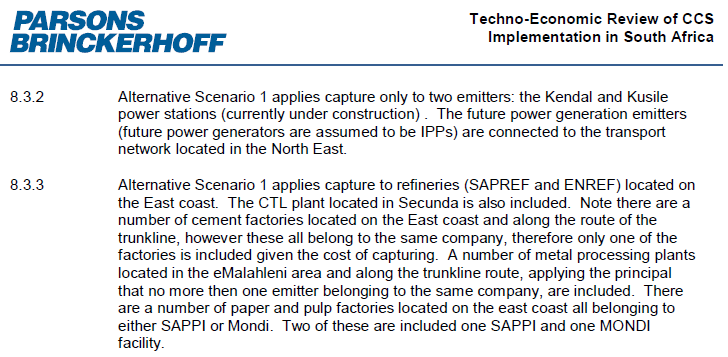 PARSONS
BRINCKERHOFF
Techno-Economic Review of CCS
Implementation in South Africa
8.3.2 Alternative Scenario 1 applies capture only to two emitters: the Kendal and Kusile
power stations (currently under construction) . The future power generation emitters
(future power generators are assumed to be IPPs) are connected to the transport
network located in the North East.
8.3.3 Alternative Scenario 1 applies capture to refineries (SAPREF and ENREF) located on
the East coast. The CTL plant located in Secunda is also included. Note there are a
number of cement factories located on the East coast and along the route of the
trunkline, however these all belong to the same company, therefore only one of the
factories is included given the cost of capturing. A number of metal processing plants
located in the eMalahleni area and along the trunkline route, applying the principal
that no more then one emitter belonging to the same company, are included. There
are a number of paper and pulp factories located on the east coast all belonging to
either SAPPI or Mondi. Two of these are included one SAPPI and one MONDI
facility.